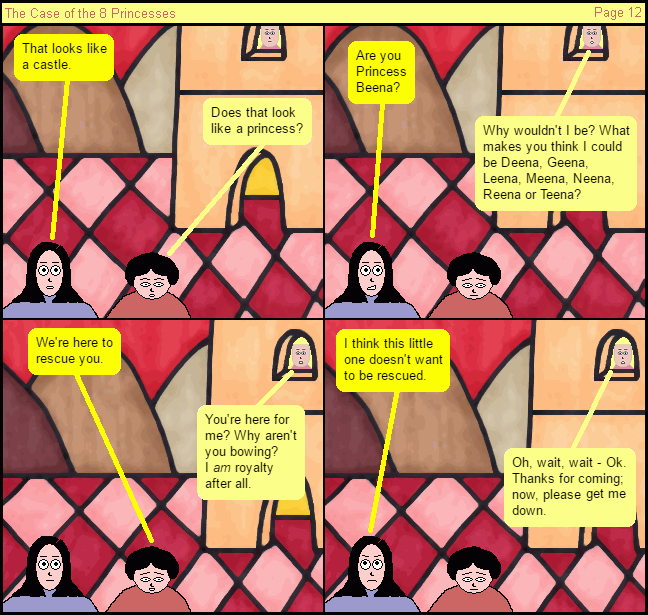 The Case of the 8 Princesses
Page 12
That looks like
a castle.
Does that look
like a princess?
Are you
Princess
Beena?
Why wouldn't I be? What
makes you think I could
be Deena, Geena,
Leena, Meena, Neena,
Reena or Teena?
We're here to
rescue you.
You're here for
me? Why aren't
you bowing?
I am royalty
after all.
I think this little
one doesn't want
to be rescued.
Oh, wait, wait - Ok.
Thanks for coming;
now, please get me
down.